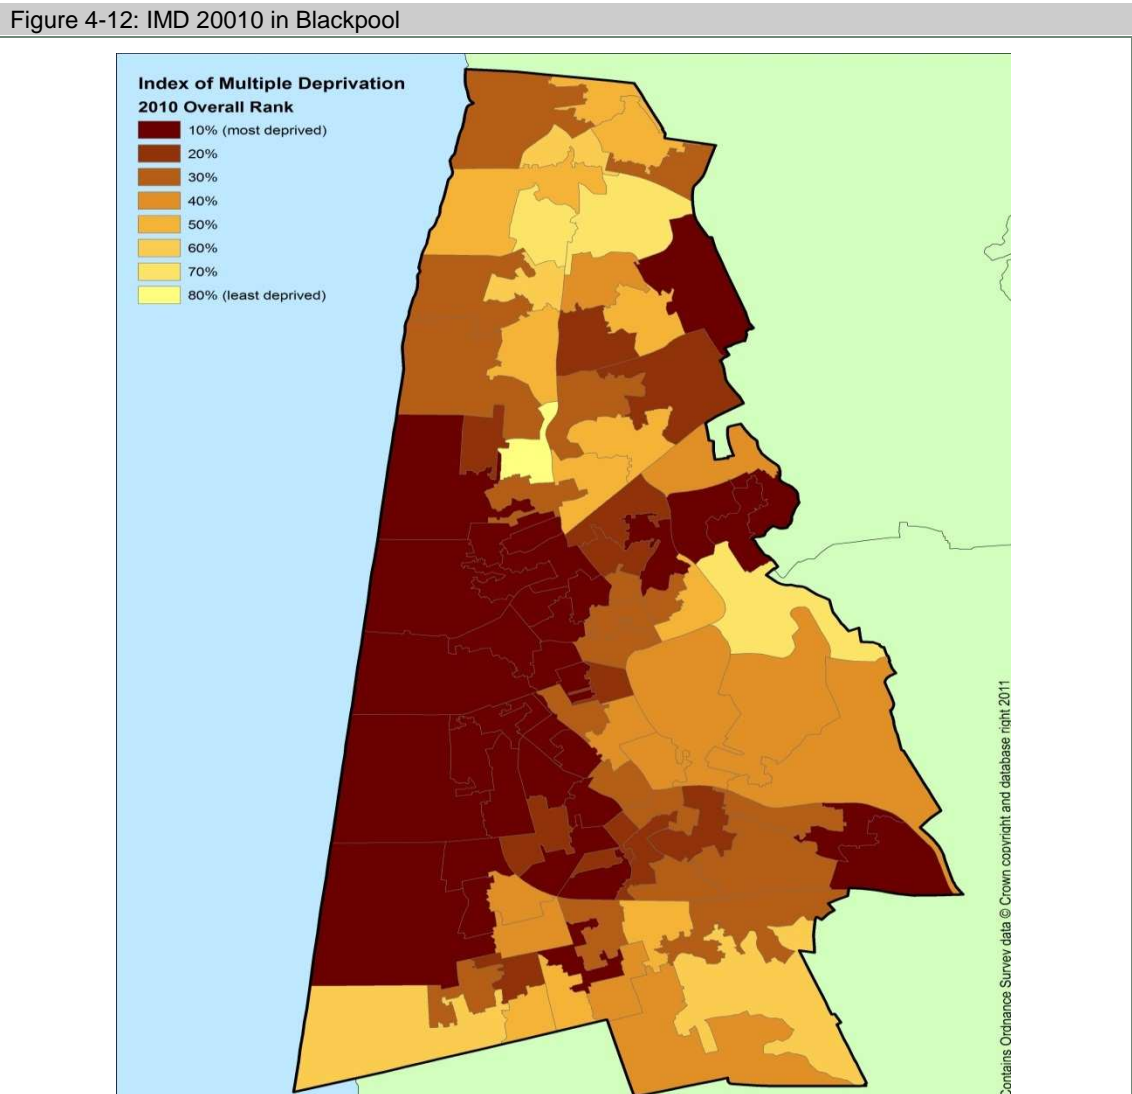 Figure 4-12: IMD 20010 in Blackpool
Index of Multiple Deprivation
2010 Overall Rank
10% (most deprived)
20%
30%
40%
50%
60%
70%
80% (least deprived)
Contains Ordnance Survey data © Crown copyright and database right 2011